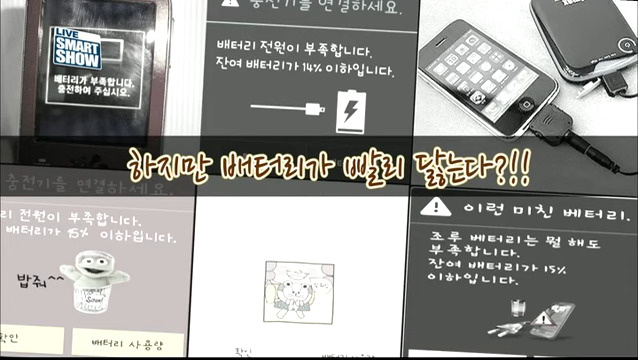 LIVE
SMART
SHOW
배터리가 부족합니다.
충전하여 주십시오.
충전기를 연결하세요.
배터리 전원이 부족합니다.
잔여 배터리가 14% 이하입니다.
하지만 배터리가 빨리 닳는다?!!
충전기를 연결하세요.
리 전원이 부족합니다.
배터리가 15% 이하입니다.
밥줘^^
확인
배터리 사용량
확인
이런 미친 베터리.
조루 베터리는 뭘 해도
부족합니다.
잔여 배터리가 15%
이하입니다.